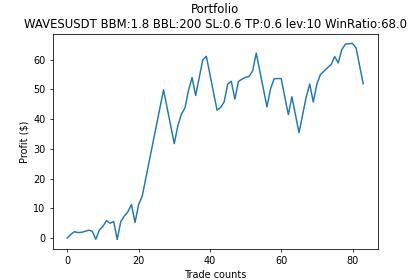 Portfolio
WAVESUSDT BBM:1.8 BBL:200 SL:0.6 TP:0.6 lev:10 WinRatio:68.0
60
50
40
30
20
10
0
Profit ($)
0 20 40 60 80
Trade counts